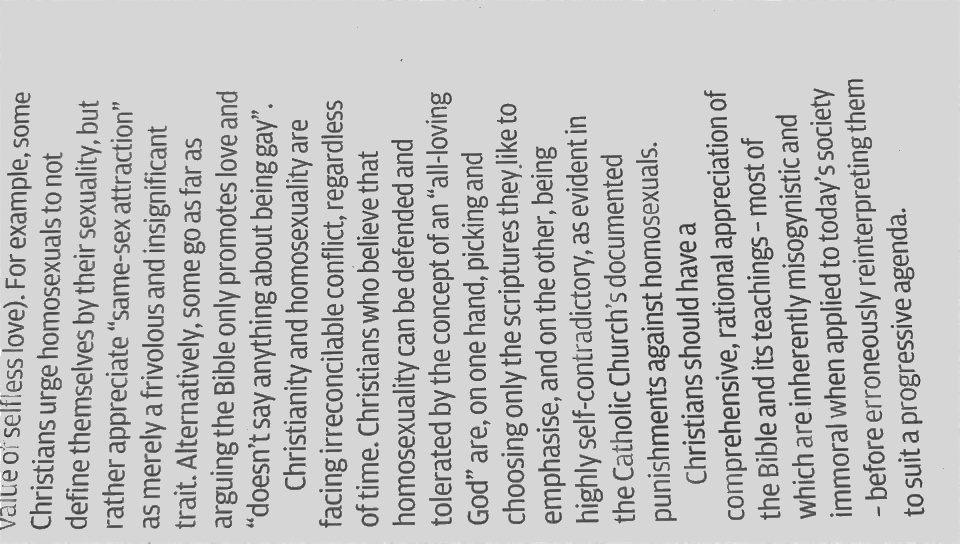 value of selfless love). For example, some
Christians urge homosexuals to not
define themselves by their sexuality, but
rather appreciate “same-sex attraction”
as merely a frivolous and insignificant
trait. Alternatively, some go as far as
arguing the Bible only promotes love and
“doesn’t say anything about being gay”.
Christianity and homosexuality are
facing irreconcilable conflict, regardless
of time. Christians who believe that
homosexuality can be defended and
tolerated by the concept of an “all-loving
God” are, on one hand, picking and
choosing only the scriptures they like to
emphasise, and on the other, being
highly self-contradictory, as evident in
the Catholic Church’s documented
punishments against homosexuals.
Christians should have a
comprehensive, rational appreciation of
the Bible and its teachings – most of
which are inherently misogynistic and
immoral when applied to today’s society
– before erroneously reinterpreting them
to suit a progressive agenda.